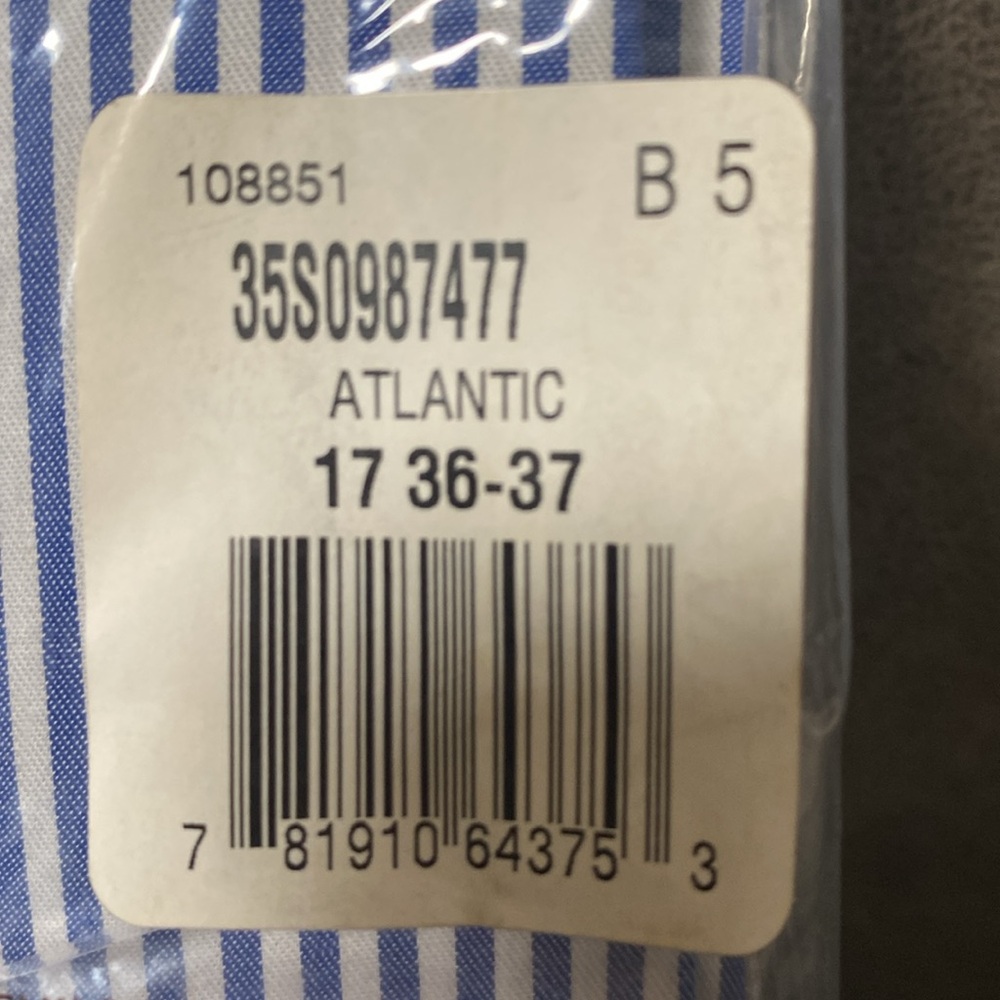 108851 B 5
35S0987477
ATLANTIC
17 36-37
7 81910 64375 3